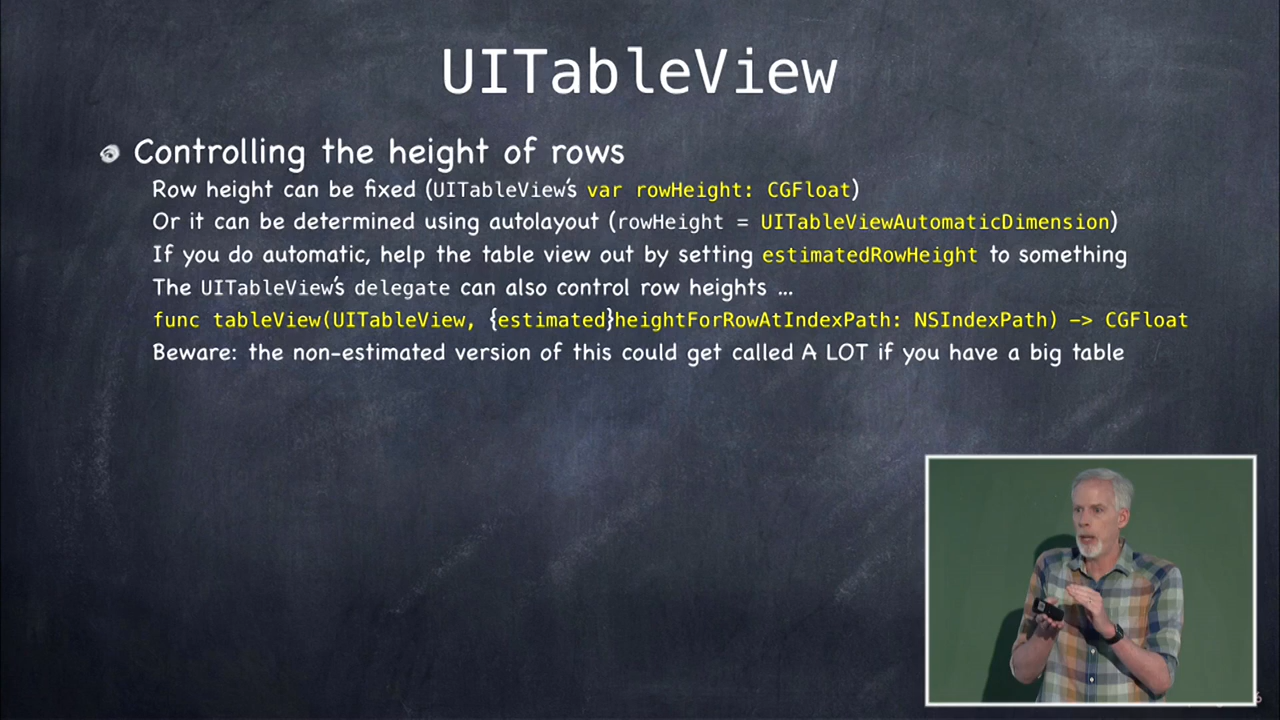 UITableView
Controlling the height of rows
Row height can be fixed (UITableView's var rowHeight: CGFloat)
Or it can be determined using autolayout (rowHeight = UITableViewAutomaticDimension)
If you do automatic, help the table view out by setting estimatedRowHeight to something
The UITableView's delegate can also control row heights ...
func tableView(UITableView, {estimated}heightForRowAtIndexPath: NSIndexPath) -> CGFloat
Beware: the non-estimated version of this could get called A LOT if you have a big table